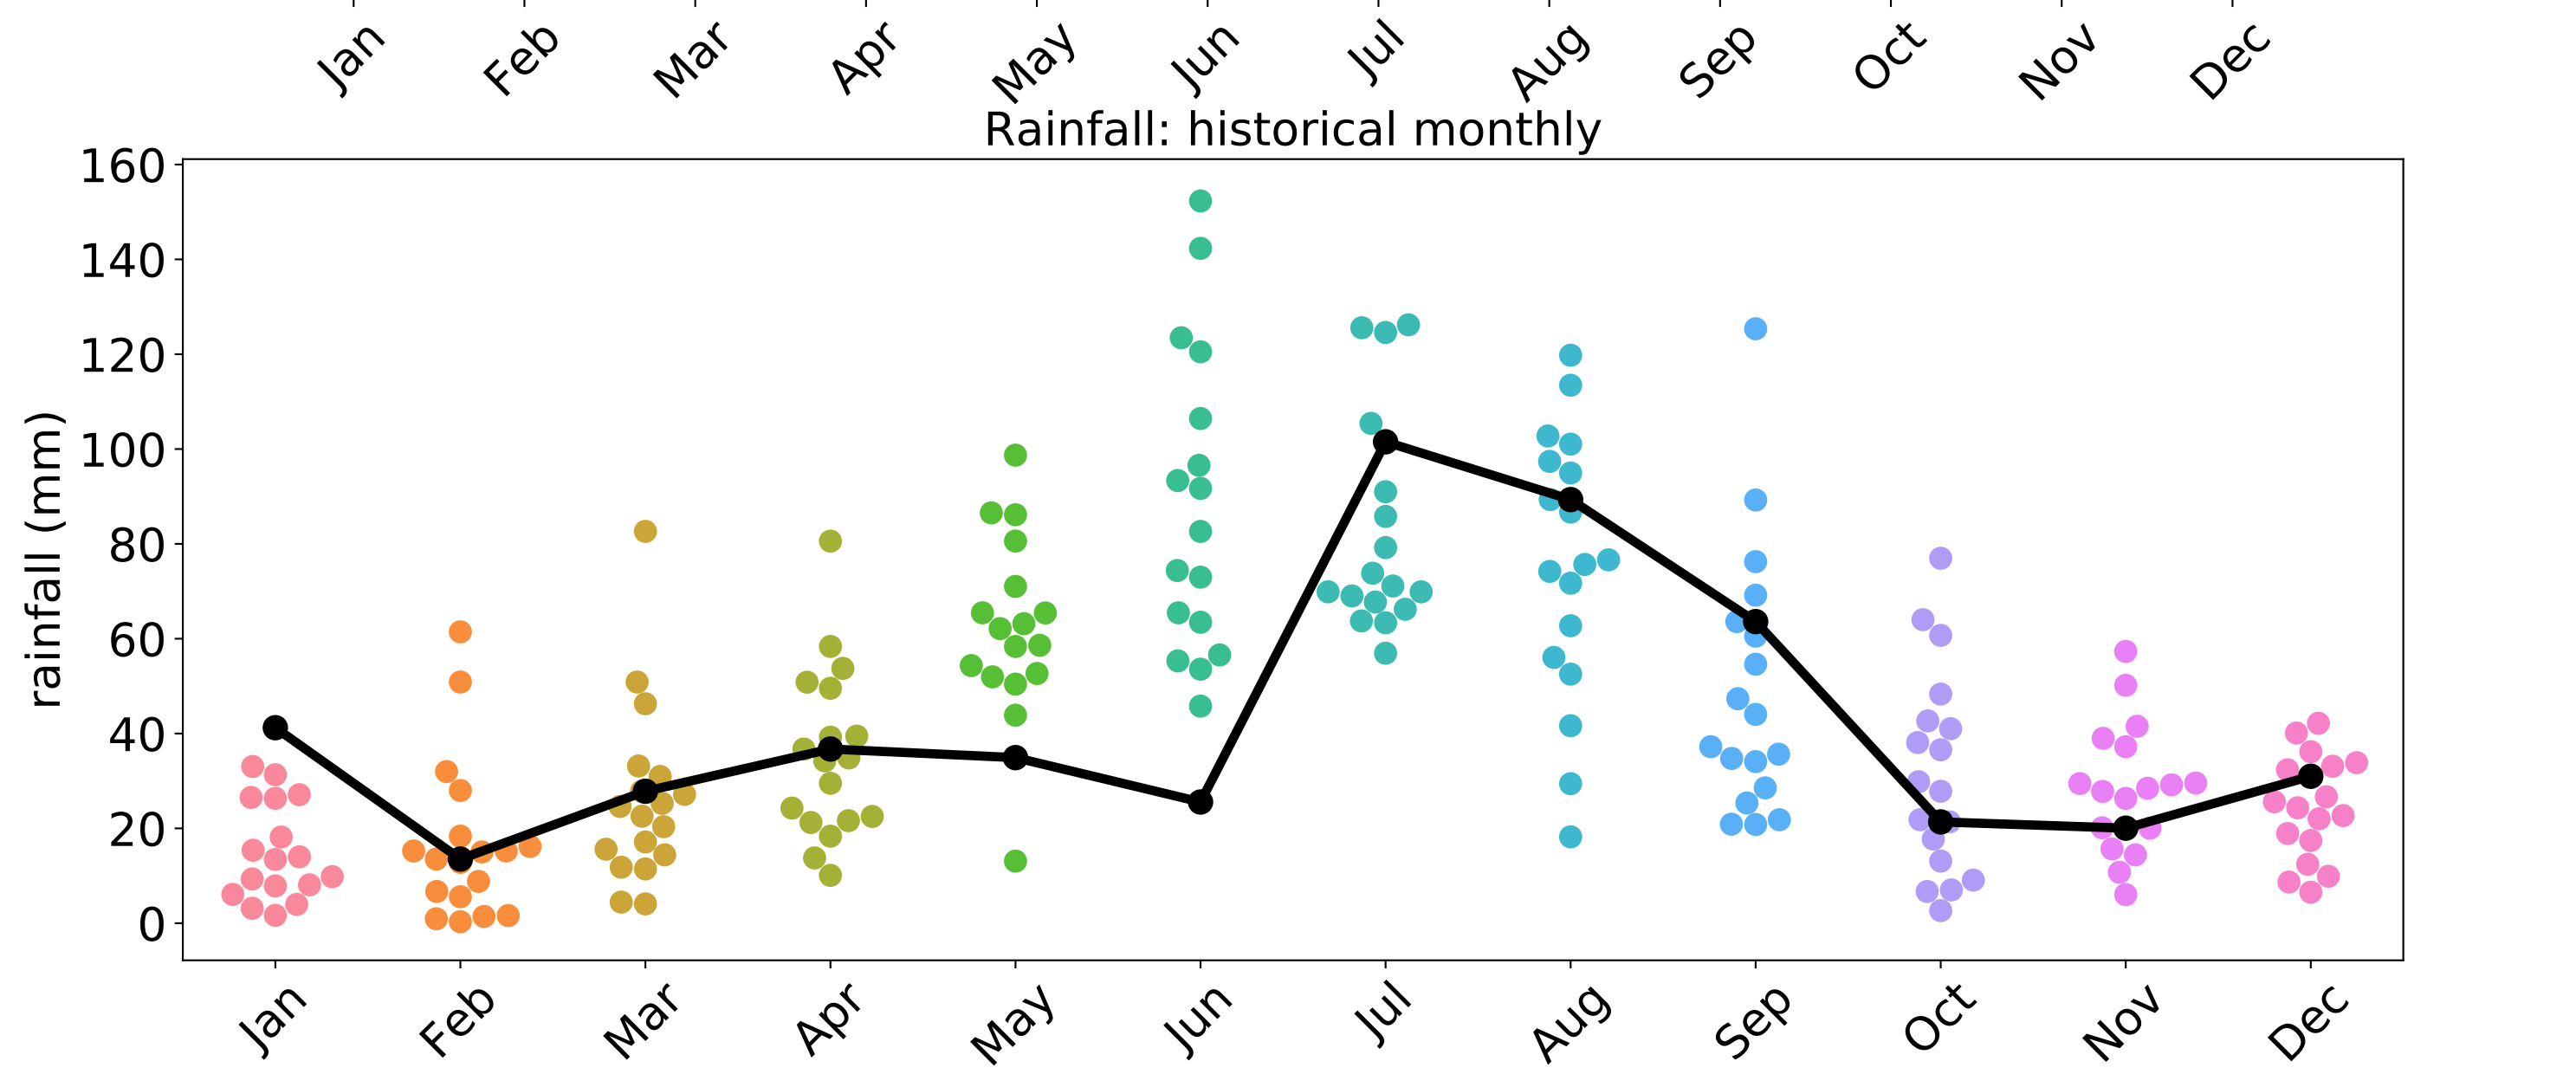 Jan Feb Mar Apr May Jun Jul Aug Sep Oct Nov Dec
Rainfall: historical monthly
160
140
120
100
80
60
40
20
0
rainfall (mm)
Jan Feb Mar Apr May Jun Jul Aug Sep Oct Nov Dec